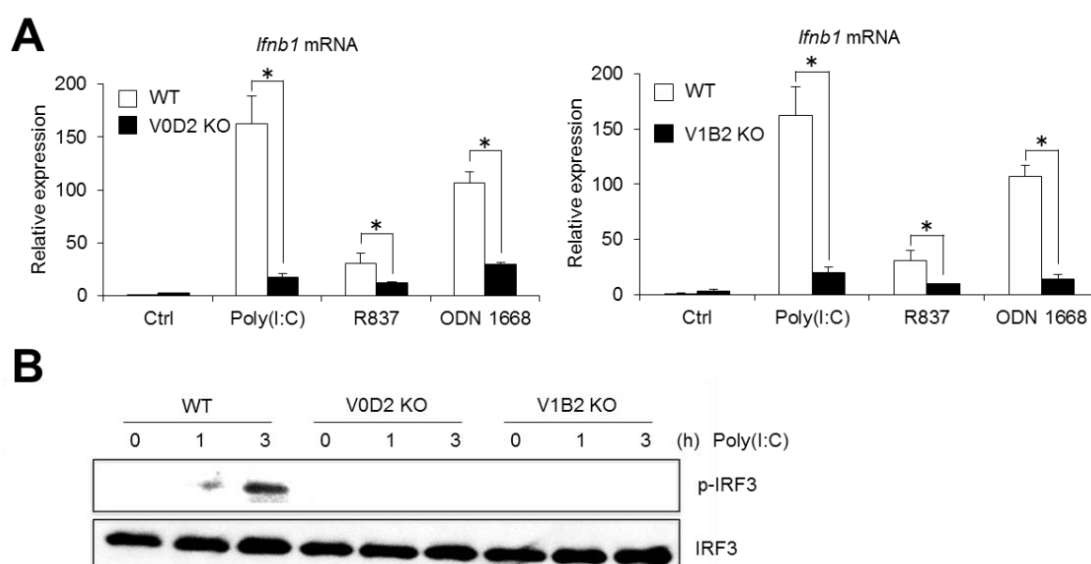 A
Ifnb1 mRNA
Relative expression
200
150
100
50
0
WT
V0D2 KO
*
*
*
Ctrl
Poly(I:C)
R837
ODN 1668
Ifnb1 mRNA
Relative expression
200
150
100
50
0
WT
V1B2 KO
*
*
*
Ctrl
Poly(I:C)
R837
ODN 1668
B
WT V0D2 KO V1B2 KO
0 1 3 0 1 3 0 1 3 (h) Poly(I:C)
p-IRF3
IRF3